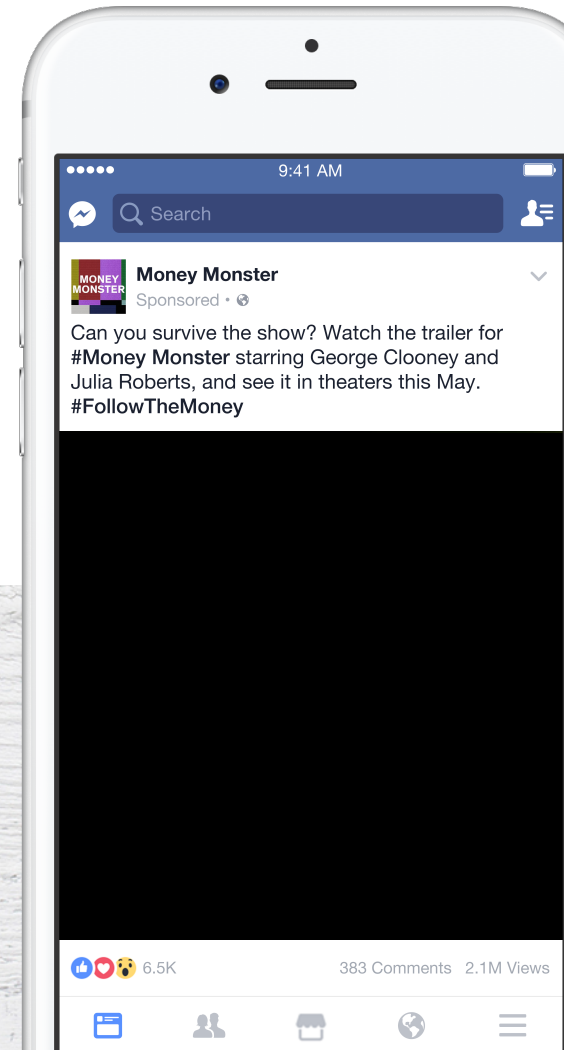 9:41 AM
Search
MONEY
MONSTER
Money Monster
Sponsored •
Can you survive the show? Watch the trailer for
#Money Monster starring George Clooney and
Julia Roberts, and see it in theaters this May.
#FollowTheMoney
6.5K
383 Comments 2.1M Views